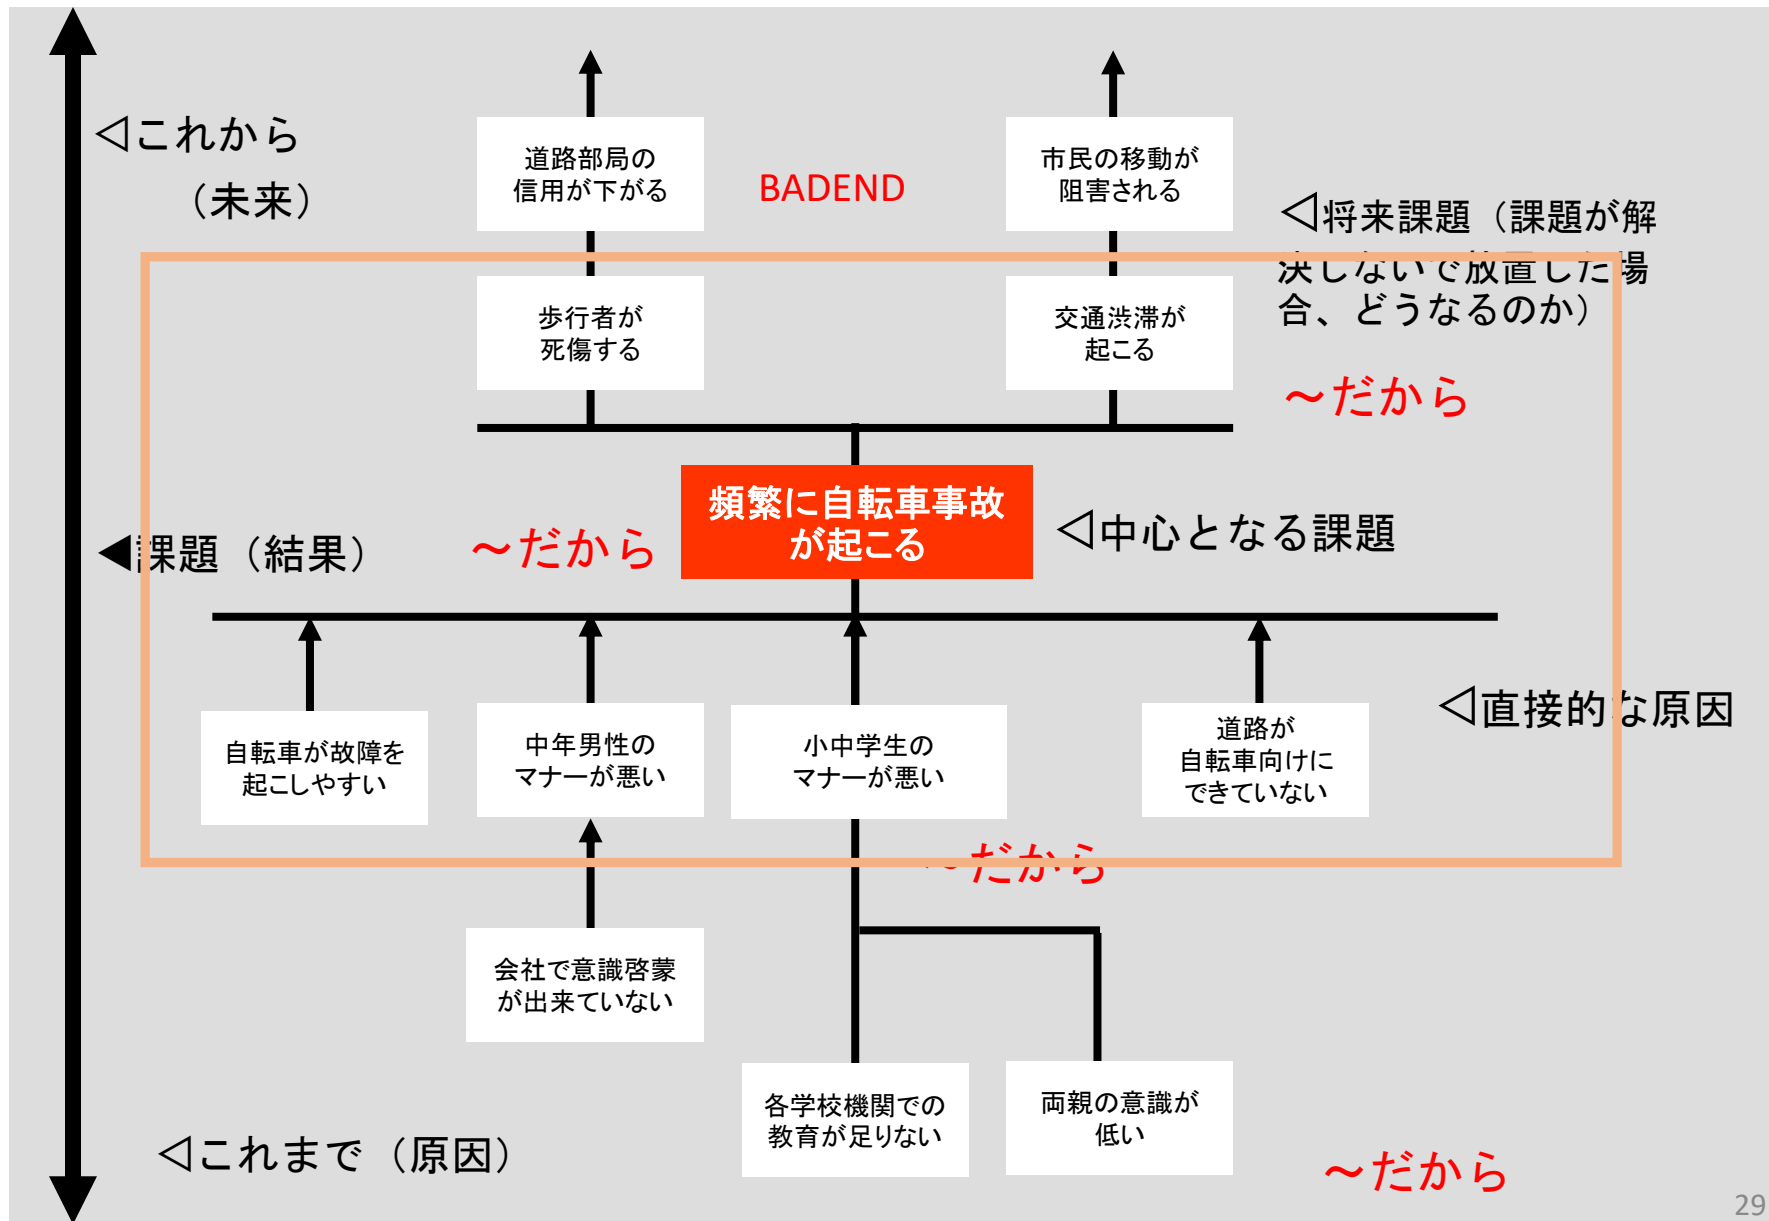 ◁これから
（未来）
道路部局の
信用が下がる
BADEND
市民の移動が
阻害される
◁将来課題（課題が解
決しないで放置した場
合、どうなるのか）
歩行者が
死傷する
交通渋滞が
起こる
～だから
頻繁に自転車事故
が起こる
◁中心となる課題
◀課題（結果）
～だから
◁直接的な原因
自転車が故障を
起こしやすい
中年男性の
マナーが悪い
小中学生の
マナーが悪い
道路が
自転車向けに
できていない
～だから
会社で意識啓蒙
が出来ていない
各学校機関での
教育が足りない
両親の意識が
低い
◁これまで（原因）
～だから
29